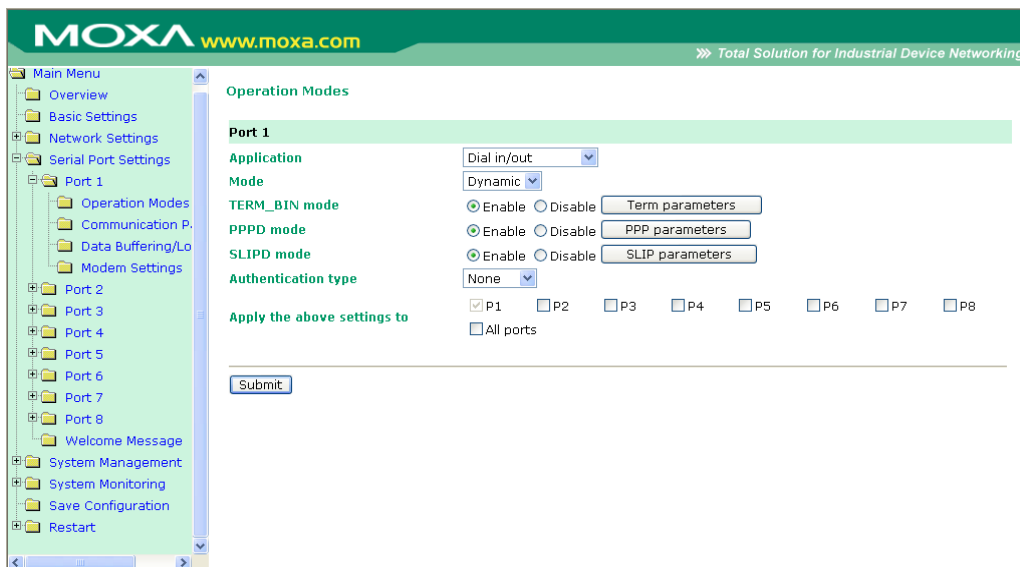 MOXA www.moxa.com
Total Solution for Industrial Device Networking
Main Menu
Overview
Basic Settings
Network Settings
Serial Port Settings
Port 1
Operation Modes
Communication P
Data Buffering/Lo
Modem Settings
Port 2
Port 3
Port 4
Port 5
Port 6
Port 7
Port 8
Welcome Message
System Management
System Monitoring
Save Configuration
Restart
Operation Modes
Port 1
Application Dial in/out
Mode Dynamic
TERM_BIN mode Enable Disable Term parameters
PPPD mode Enable Disable PPP parameters
SLIPD mode Enable Disable SLIP parameters
Authentication type None
Apply the above settings to P1 P2 P3 P4 P5 P6 P7 P8
All ports
Submit